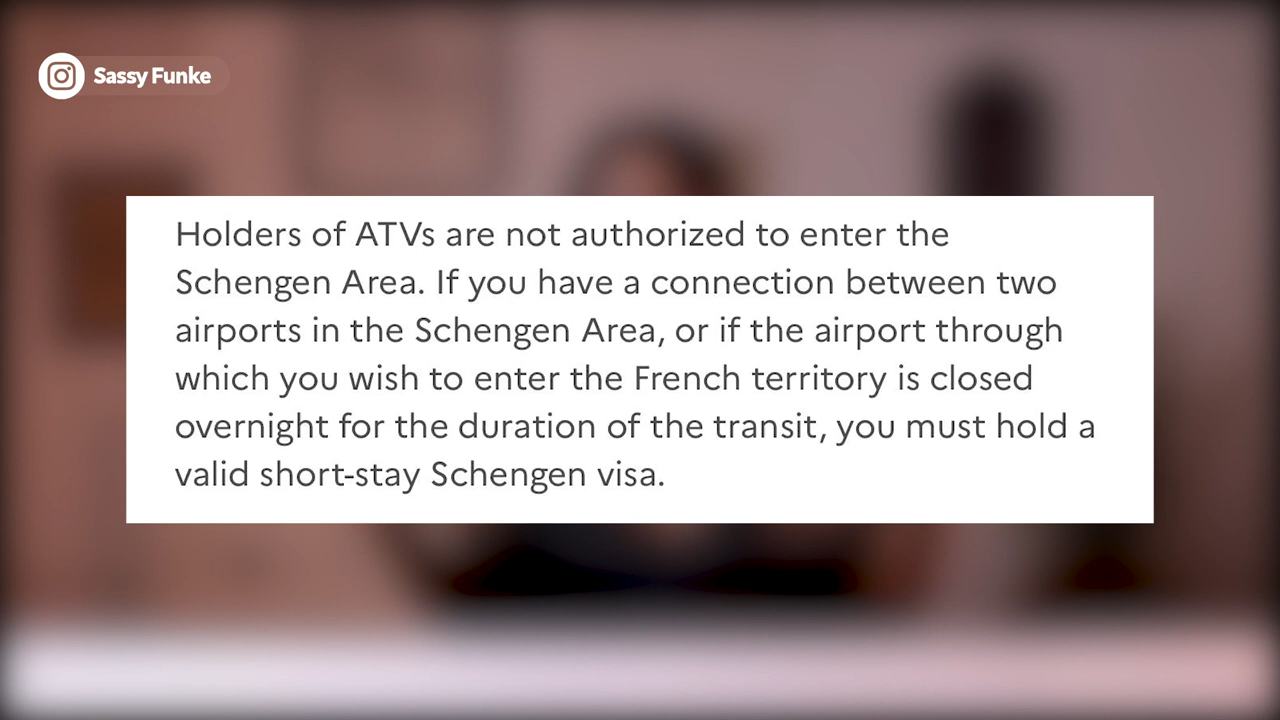 Sassy Funke
Holders of ATVs are not authorized to enter the
Schengen Area. If you have a connection between two
airports in the Schengen Area, or if the airport through
which you wish to enter the French territory is closed
overnight for the duration of the transit, you must hold a
valid short-stay Schengen visa.